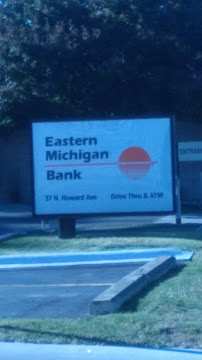 Eastern
Michigan
Bank
37 N. Howard Ave Drive Thru & ATM